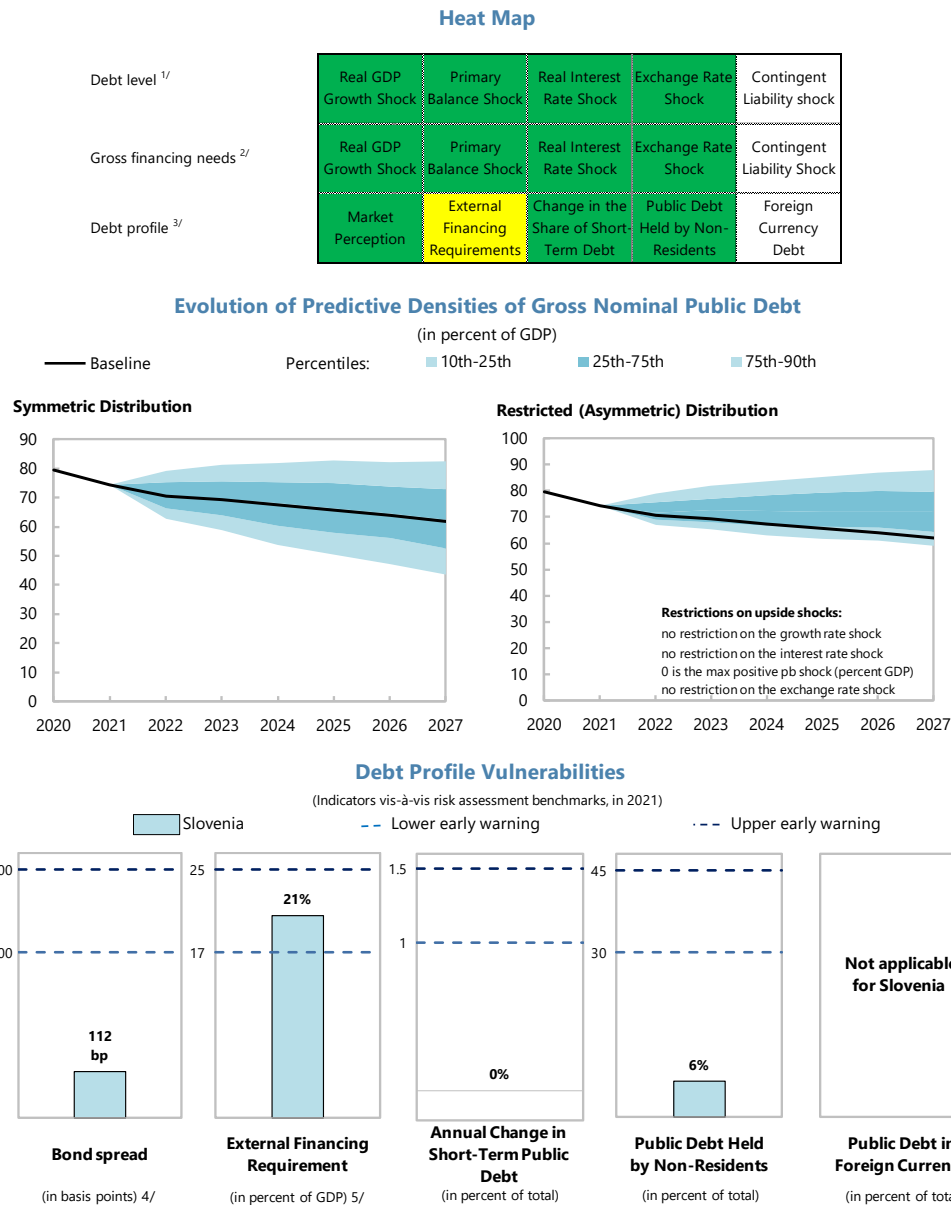 Heat Map
Debt level 1/
Real GDP Growth Shock
Primary Balance Shock
Real Interest Rate Shock
Exchange Rate Shock
Contingent Liability shock
Gross financing needs 2/
Real GDP Growth Shock
Primary Balance Shock
Real Interest Rate Shock
Exchange Rate Shock
Contingent Liability Shock
Debt profile 3/
Market Perception
External Financing Requirements
Change in the Share of Short-Term Debt
Public Debt Held by Non-Residents
Foreign Currency Debt
Evolution of Predictive Densities of Gross Nominal Public Debt
(in percent of GDP)
Baseline Percentiles: 10th-25th 25th-75th 75th-90th
Symmetric Distribution
90
80
70
60
50
40
30
20
10
0
2020 2021 2022 2023 2024 2025 2026 2027
Restricted (Asymmetric) Distribution
100
90
80
70
60
50
40
30
20
10
0
Restrictions on upside shocks:
no restriction on the growth rate shock
no restriction on the interest rate shock
0 is the max positive pb shock (percent GDP)
no restriction on the exchange rate shock
2020 2021 2022 2023 2024 2025 2026 2027
Debt Profile Vulnerabilities
(Indicators vis-à-vis risk assessment benchmarks, in 2021)
Slovenia Lower early warning Upper early warning
112
bp
Bond spread
(in basis points) 4/
25
21%
17
External Financing
Requirement
(in percent of GDP) 5/
1.5
1
0%
Annual Change in
Short-Term Public
Debt
(in percent of total)
45
30
6%
Public Debt Held
by Non-Residents
(in percent of total)
Not applicable
for Slovenia
Public Debt in
Foreign Curren
(in percent of tota